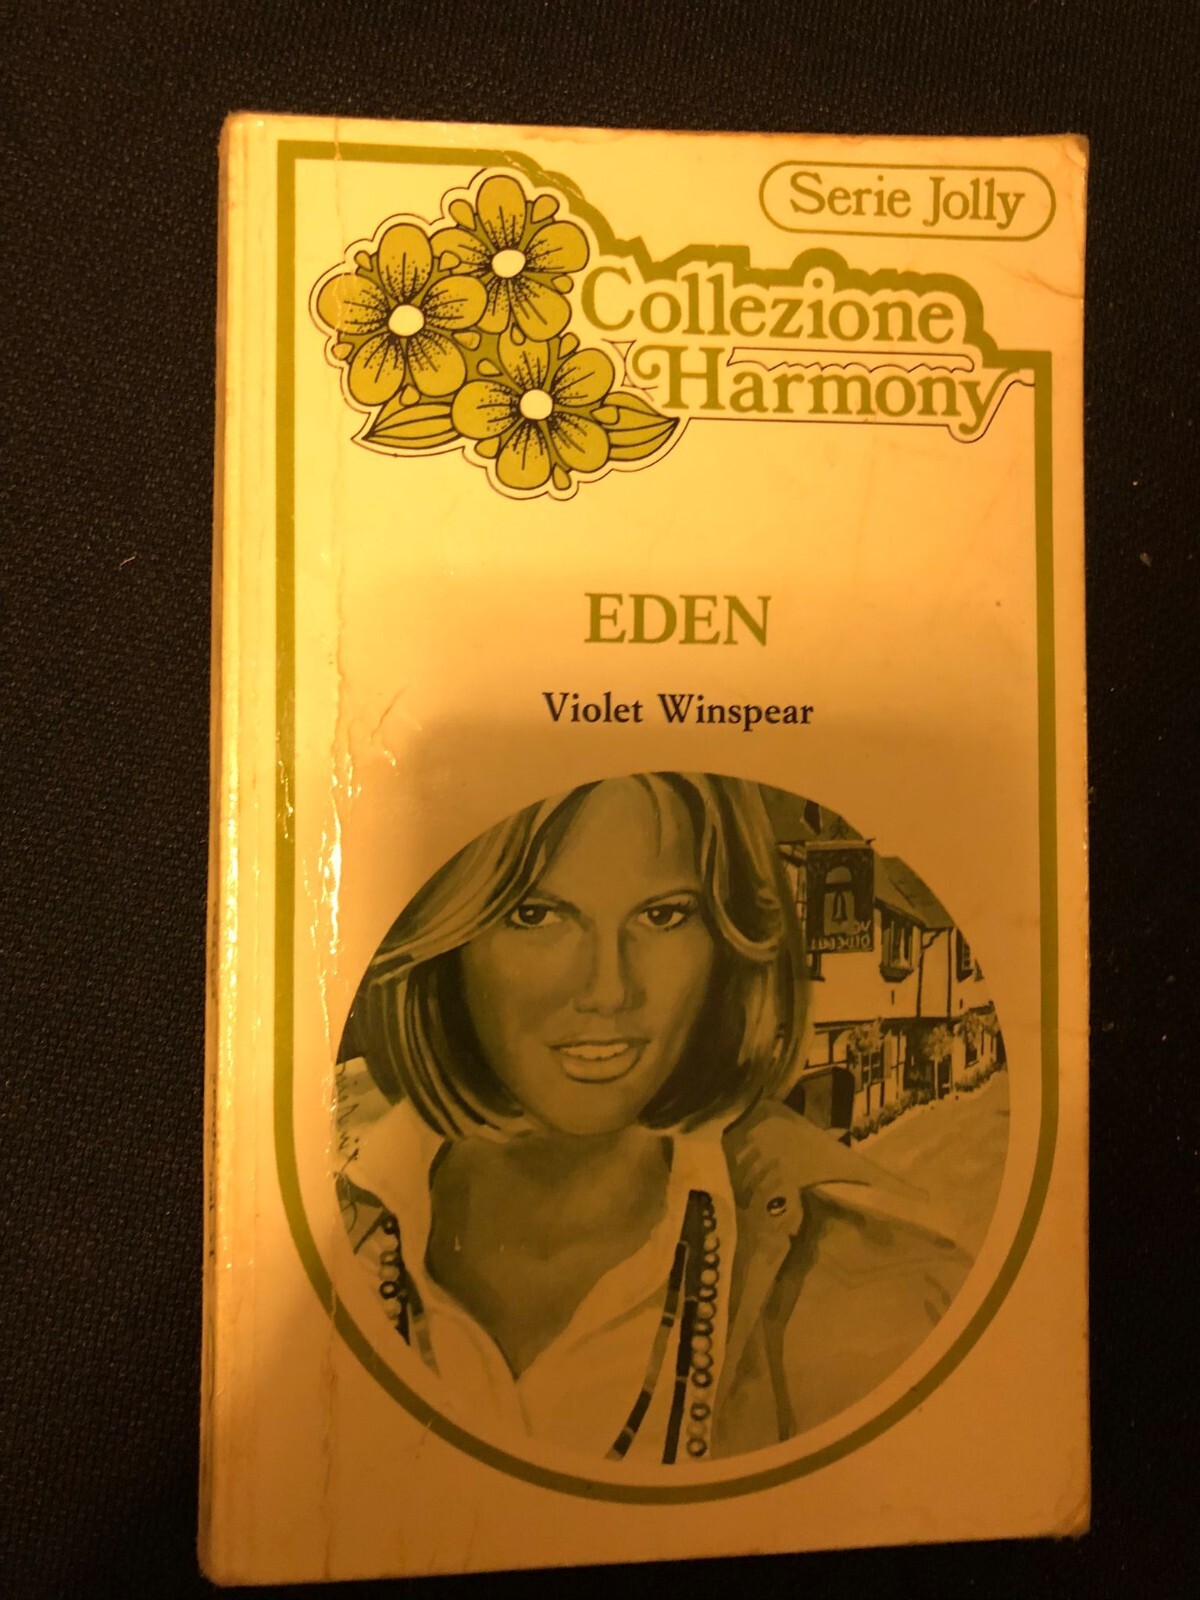 Serie Jolly
Collezione
Harmony
EDEN
Violet Winspear